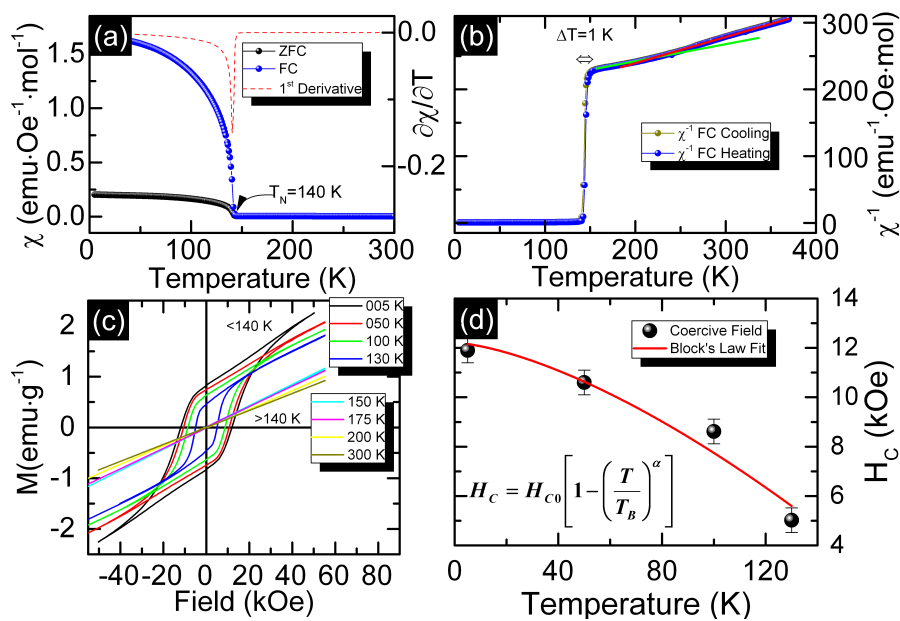 (a)
ZFC
FC
1st Derivative
T_N=140 K
χ (emu·Oe⁻¹·mol⁻¹)
1.5
1.0
0.5
0.0
0.0
-0.2
∂χ/∂T
0 100 200 300
Temperature (K)
(b)
ΔT=1 K
χ⁻¹ FC Cooling
χ⁻¹ FC Heating
300
200
100
0
χ⁻¹ (emu⁻¹·Oe·mol)
0 50 100 150 200 250 300 350 400
Temperature (K)
(c)
<140 K
005 K
050 K
100 K
130 K
>140 K
150 K
175 K
200 K
300 K
M(emu·g⁻¹)
2
1
0
-1
-2
-40 -20 0 20 40 60 80
Field (kOe)
(d)
Coercive Field
Block's Law Fit
H_C = H_C0 [1-(T/T_B)^α]
14
12
10
8
6
4
H_C (kOe)
0 40 80 120
Temperature (K)